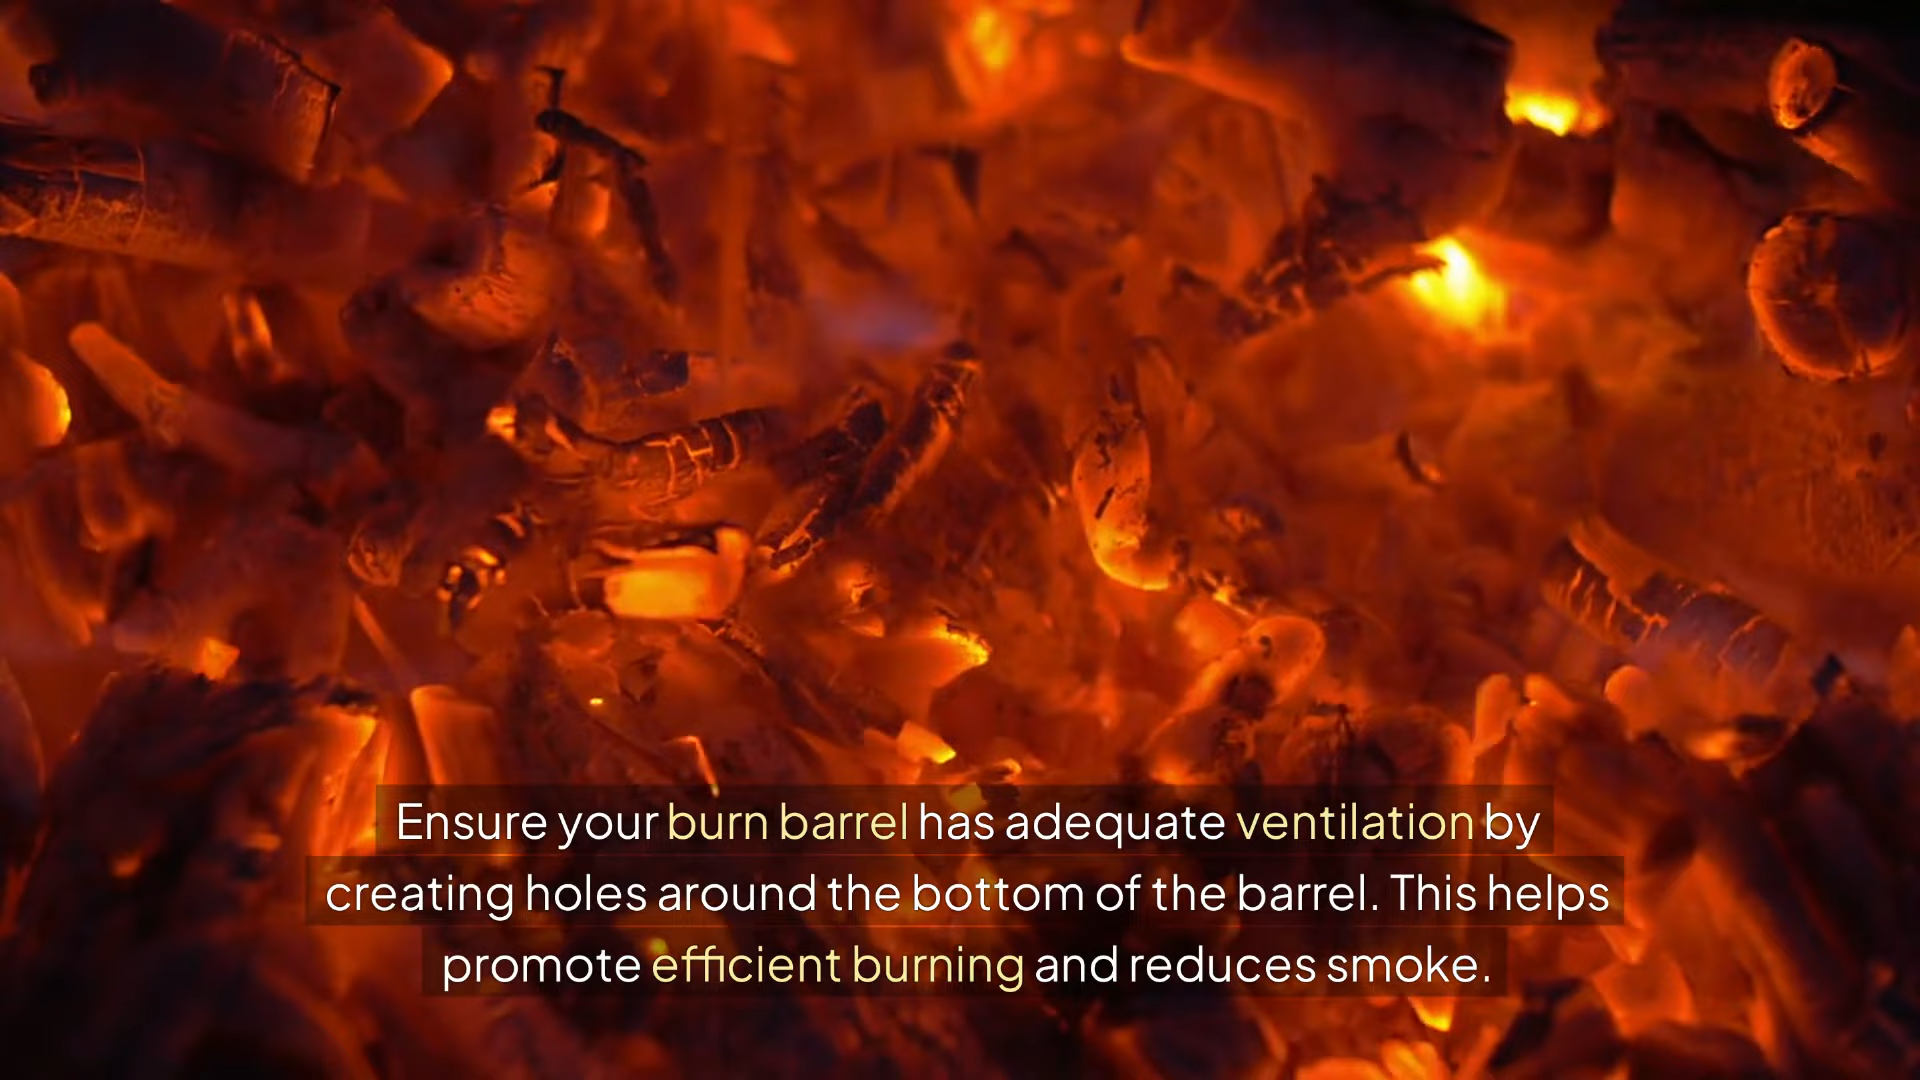 Ensure your burn barrel has adequate ventilation by
creating holes around the bottom of the barrel. This helps
promote efficient burning and reduces smoke.